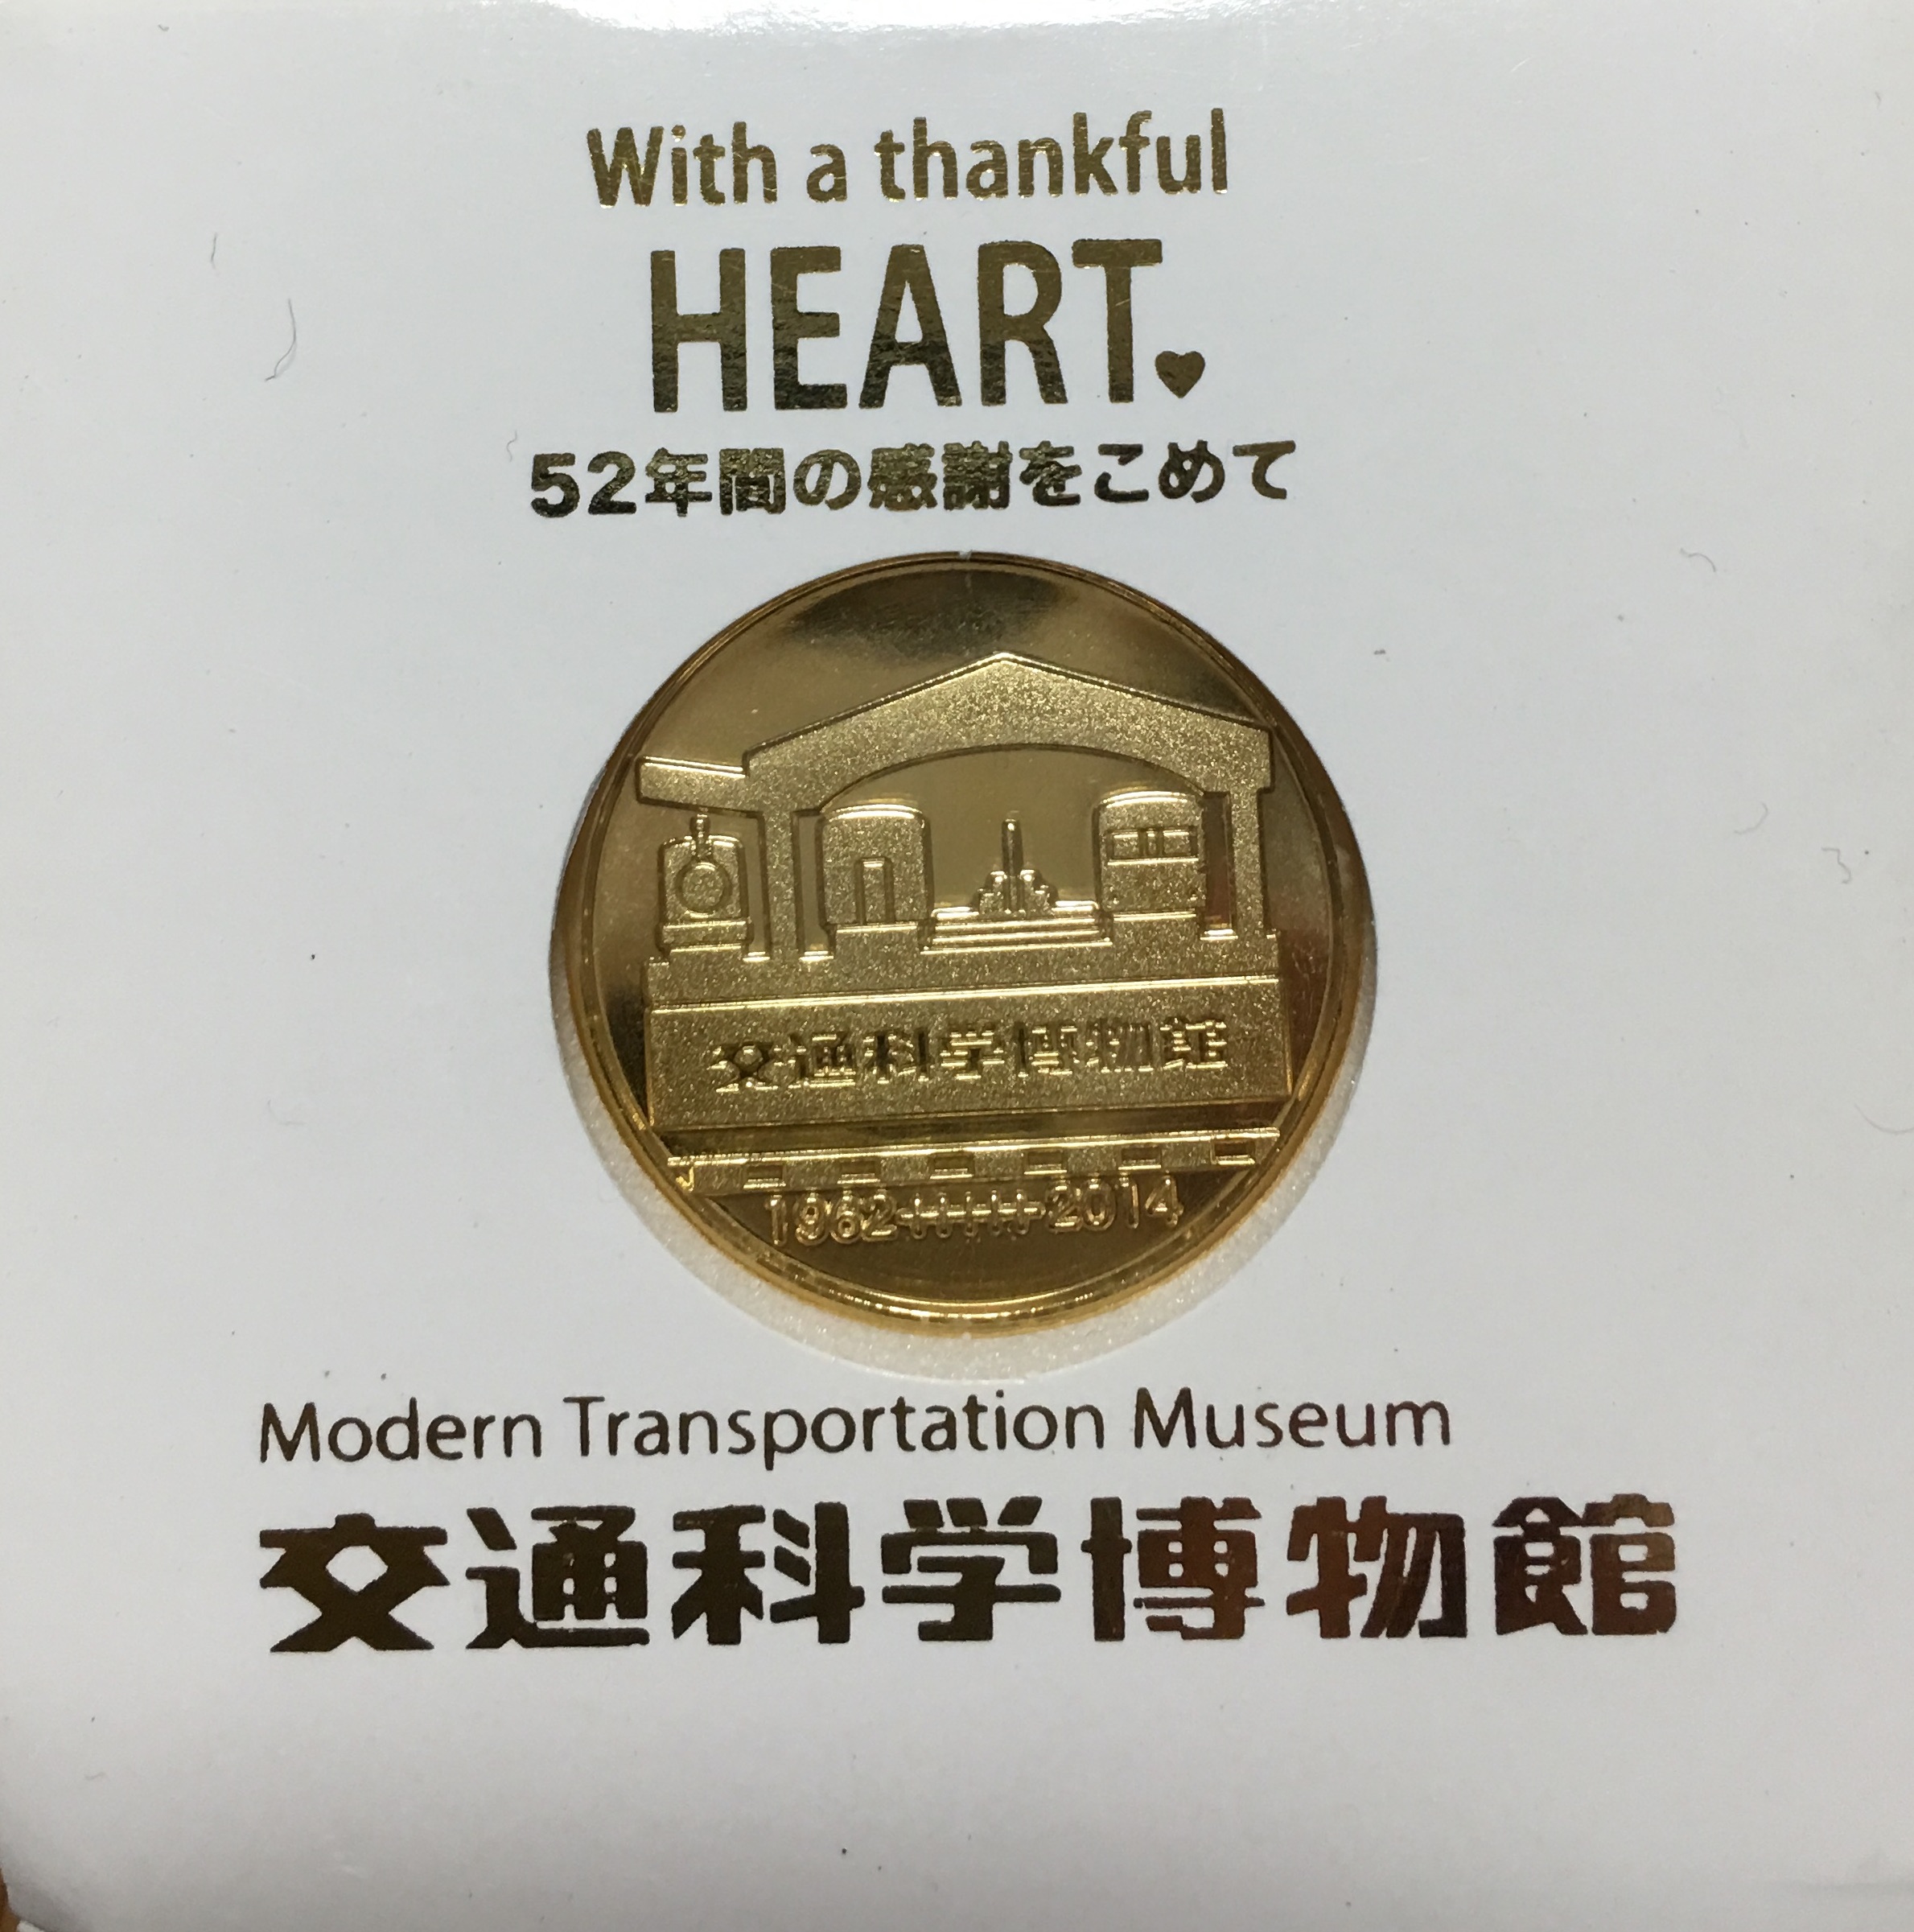 With a thankful
HEART.
52年間の感謝をこめて
交通科学博物館
1962 2014
Modern Transportation Museum
交通科学博物館